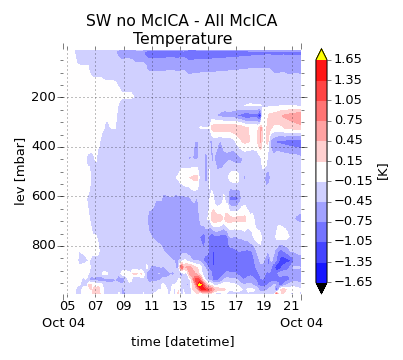 SW no McICA - All McICA
Temperature
200
400
600
800
lev [mbar]
05 07 09 11 13 15 17 19 21
Oct 04 Oct 04
time [datetime]
1.65
1.35
1.05
0.75
0.45
0.15
−0.15
−0.45
−0.75
−1.05
−1.35
−1.65
[K]